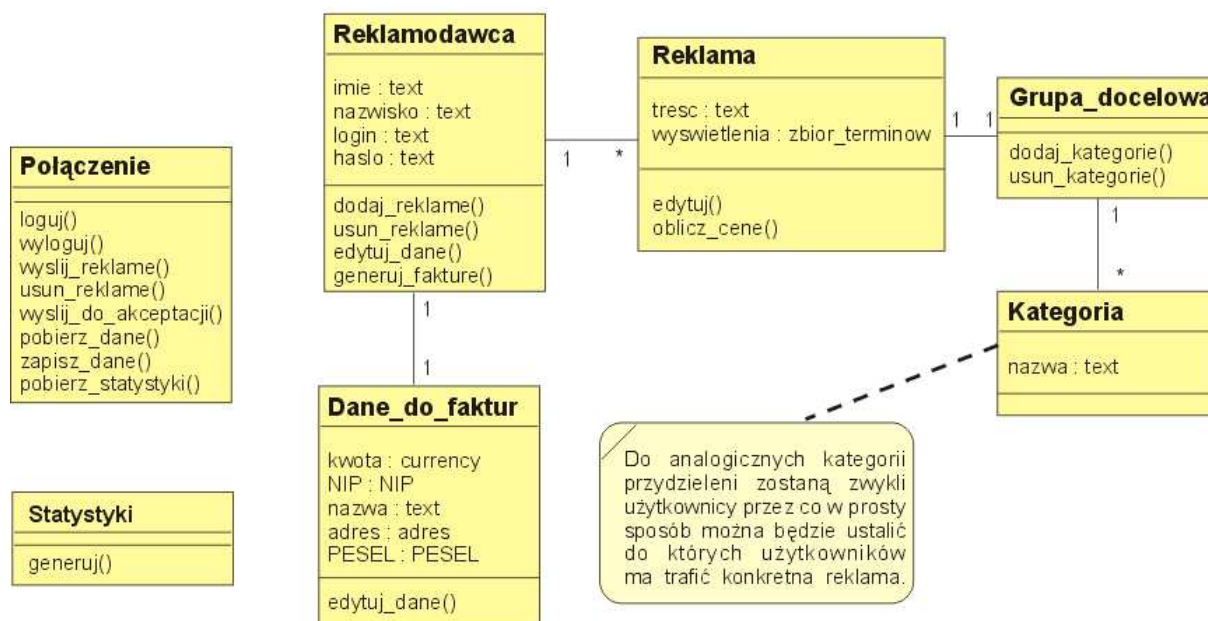 Reklamodawca
imie : text
nazwisko : text
login : text
haslo : text
dodaj_reklame()
usun_reklame()
edytuj_dane()
generuj_fakture()
1
*
Reklama
tresc : text
wyswietlenia : zbior_terminow
edytuj()
oblicz_cene()
1
1
Grupa_docelowa
dodaj_kategorie()
usun_kategorie()
1
*
Kategoria
nazwa : text
Połączenie
loguj()
wyloguj()
wyslij_reklame()
usun_reklame()
wyslij_do_akceptacji()
pobierz_dane()
zapisz_dane()
pobierz_statystyki()
1
1
Dane_do_faktur
kwota : currency
NIP : NIP
nazwa : text
adres : adres
PESEL : PESEL
edytuj_dane()
Do analogicznych kategorii
przydzieleni zostaną zwykli
użytkownicy przez co w prosty
sposób można będzie ustalić
do których użytkowników
ma trafić konkretna reklama.
Statystyki
generuj()